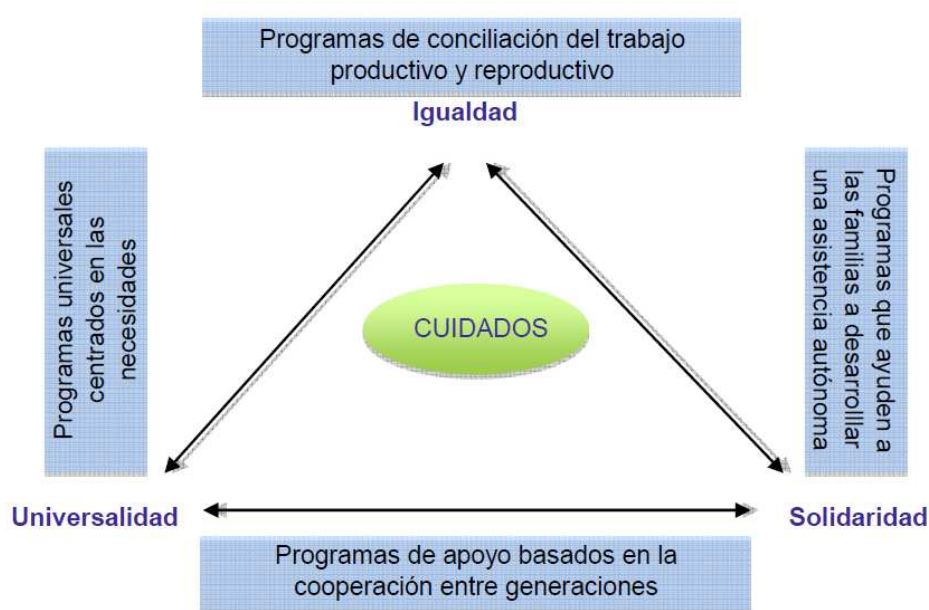 Programas de conciliación del trabajo
productivo y reproductivo
Igualdad
Programas universales
centrados en las
necesidades
CUIDADOS
Programas que ayuden a
las familias a desarrolllar
una asistencia autónoma
Universalidad
Solidaridad
Programas de apoyo basados en la
cooperación entre generaciones